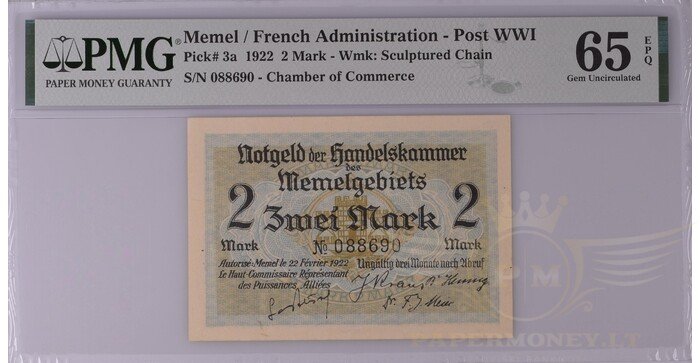 PMG
PAPER MONEY GUARANTY
Memel / French Administration - Post WWI
Pick# 3a 1922 2 Mark - Wmk: Sculptured Chain
S/N 088690 - Chamber of Commerce
65 EPQ
Gem Uncirculated
Notgeld der Handelskammer
des
Memelgebiets
2 Zwei Mark 2
Mark № 088690 Mark
Autorisé-Memel le 22 Février 1922
Le Haut-Commissaire Représentant
des Puissances, Alliées
Ungültig drei Monate nach Abruf
PM
PAPERMONEY.LT